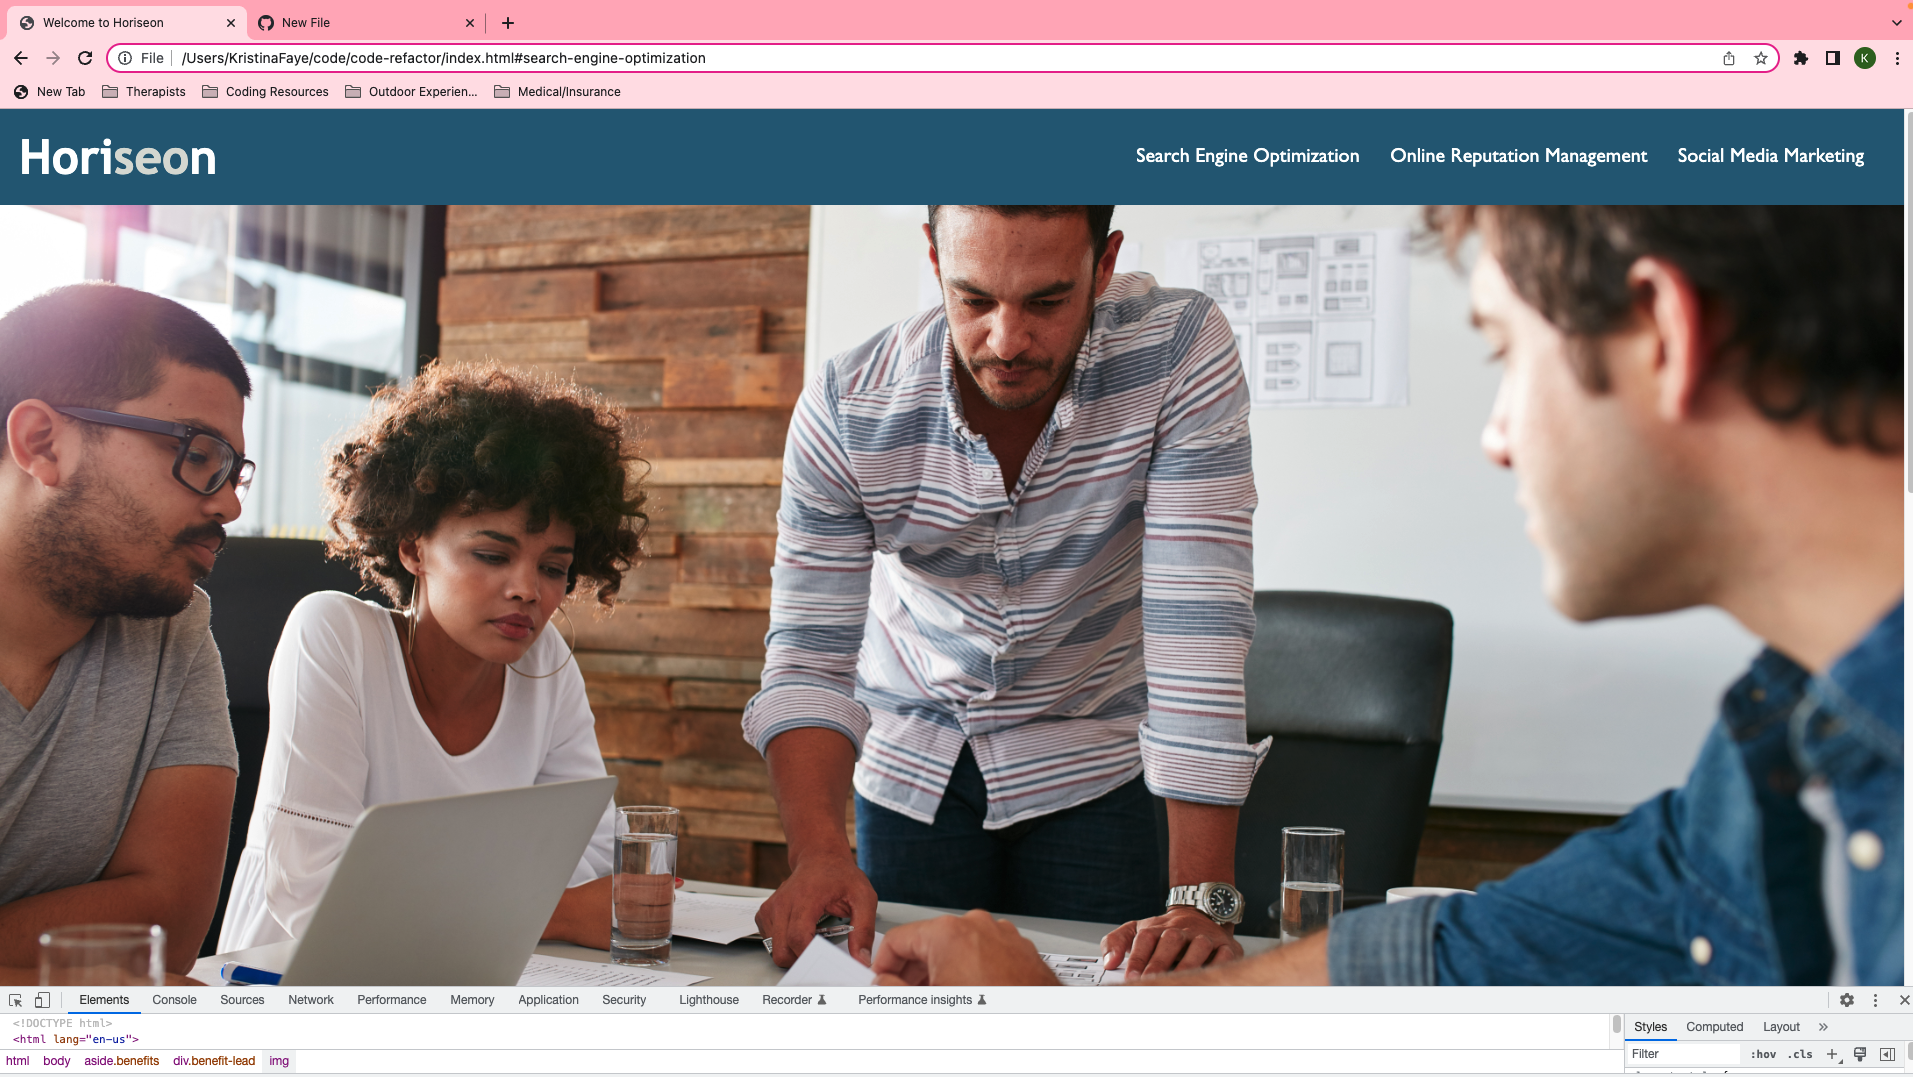 Welcome to Horiseon
New File
File
/Users/KristinaFaye/code/code-refactor/index.html#search-engine-optimization
K
New Tab
Therapists
Coding Resources
Outdoor Experien...
Medical/Insurance
Horiseon
Search Engine Optimization
Online Reputation Management
Social Media Marketing
Elements
Console
Sources
Network
Performance
Memory
Application
Security
Lighthouse
Recorder
Performance insights
<!DOCTYPE html>
<html lang="en-us">
html
body
aside.benefits
div.benefit-lead
img
Styles
Computed
Layout
Filter
:hov
.cls